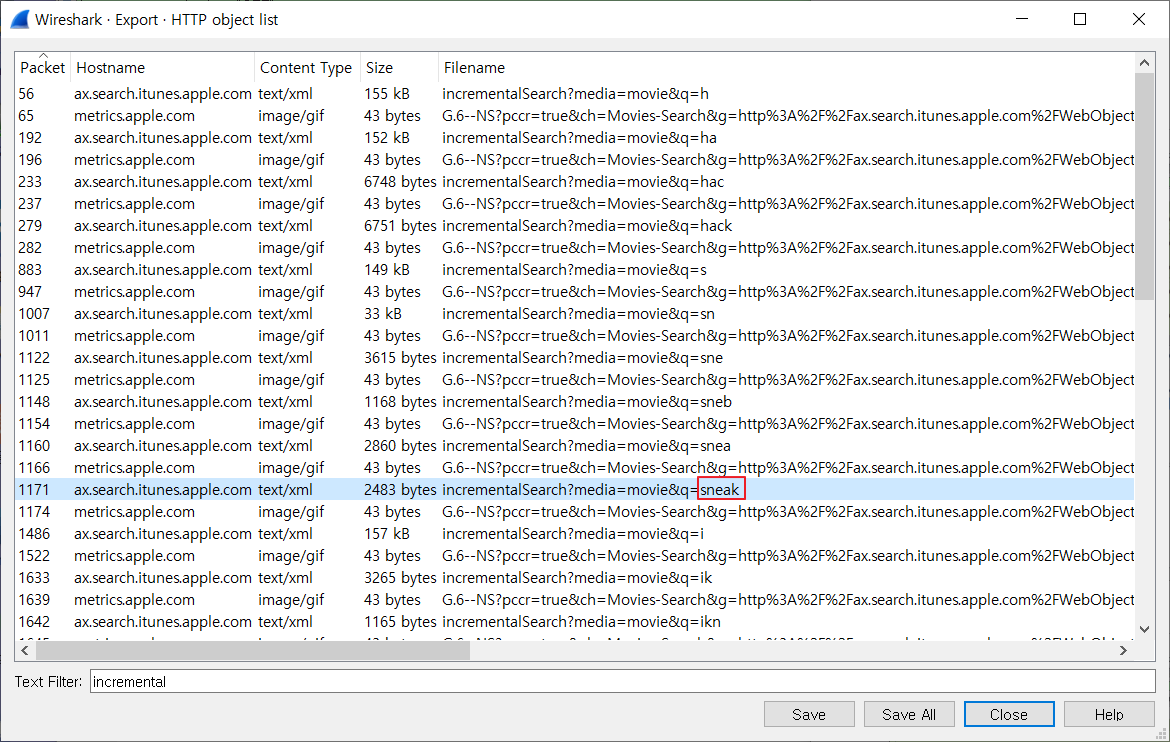 Wireshark · Export · HTTP object list
Packet Hostname Content Type Size Filename
56 ax.search.itunes.apple.com text/xml 155 kB incrementalSearch?media=movie&q=h
65 metrics.apple.com image/gif 43 bytes G.6--NS?pccr=true&ch=Movies-Search&g=http%3A%2F%2Fax.search.itunes.apple.com%2FWebObject
192 ax.search.itunes.apple.com text/xml 152 kB incrementalSearch?media=movie&q=ha
196 metrics.apple.com image/gif 43 bytes G.6--NS?pccr=true&ch=Movies-Search&g=http%3A%2F%2Fax.search.itunes.apple.com%2FWebObject
233 ax.search.itunes.apple.com text/xml 6748 bytes incrementalSearch?media=movie&q=hac
237 metrics.apple.com image/gif 43 bytes G.6--NS?pccr=true&ch=Movies-Search&g=http%3A%2F%2Fax.search.itunes.apple.com%2FWebObject
279 ax.search.itunes.apple.com text/xml 6751 bytes incrementalSearch?media=movie&q=hack
282 metrics.apple.com image/gif 43 bytes G.6--NS?pccr=true&ch=Movies-Search&g=http%3A%2F%2Fax.search.itunes.apple.com%2FWebObject
883 ax.search.itunes.apple.com text/xml 149 kB incrementalSearch?media=movie&q=s
947 metrics.apple.com image/gif 43 bytes G.6--NS?pccr=true&ch=Movies-Search&g=http%3A%2F%2Fax.search.itunes.apple.com%2FWebObject
1007 ax.search.itunes.apple.com text/xml 33 kB incrementalSearch?media=movie&q=sn
1011 metrics.apple.com image/gif 43 bytes G.6--NS?pccr=true&ch=Movies-Search&g=http%3A%2F%2Fax.search.itunes.apple.com%2FWebObject
1122 ax.search.itunes.apple.com text/xml 3615 bytes incrementalSearch?media=movie&q=sne
1125 metrics.apple.com image/gif 43 bytes G.6--NS?pccr=true&ch=Movies-Search&g=http%3A%2F%2Fax.search.itunes.apple.com%2FWebObject
1148 ax.search.itunes.apple.com text/xml 1168 bytes incrementalSearch?media=movie&q=sneb
1154 metrics.apple.com image/gif 43 bytes G.6--NS?pccr=true&ch=Movies-Search&g=http%3A%2F%2Fax.search.itunes.apple.com%2FWebObject
1160 ax.search.itunes.apple.com text/xml 2860 bytes incrementalSearch?media=movie&q=snea
1166 metrics.apple.com image/gif 43 bytes G.6--NS?pccr=true&ch=Movies-Search&g=http%3A%2F%2Fax.search.itunes.apple.com%2FWebObject
1171 ax.search.itunes.apple.com text/xml 2483 bytes incrementalSearch?media=movie&q=sneak
1174 metrics.apple.com image/gif 43 bytes G.6--NS?pccr=true&ch=Movies-Search&g=http%3A%2F%2Fax.search.itunes.apple.com%2FWebObject
1486 ax.search.itunes.apple.com text/xml 157 kB incrementalSearch?media=movie&q=i
1522 metrics.apple.com image/gif 43 bytes G.6--NS?pccr=true&ch=Movies-Search&g=http%3A%2F%2Fax.search.itunes.apple.com%2FWebObject
1633 ax.search.itunes.apple.com text/xml 3265 bytes incrementalSearch?media=movie&q=ik
1639 metrics.apple.com image/gif 43 bytes G.6--NS?pccr=true&ch=Movies-Search&g=http%3A%2F%2Fax.search.itunes.apple.com%2FWebObject
1642 ax.search.itunes.apple.com text/xml 1165 bytes incrementalSearch?media=movie&q=ikn
Text Filter: incremental
Save Save All Close Help